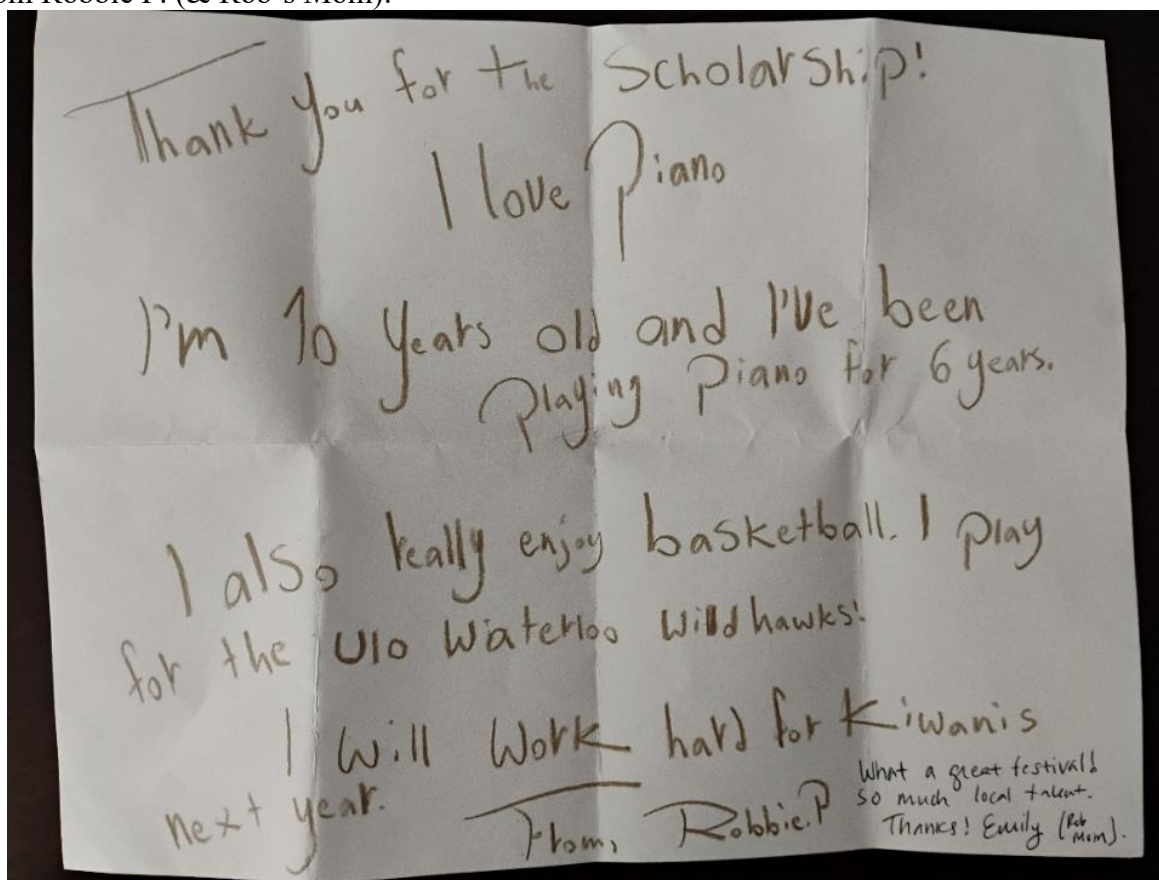 Thank you for the Scholarship!
I love Piano
I'm 10 years old and I've been
Playing Piano for 6 years.
I also really enjoy basketball. I play
for the U10 Waterloo Wildhawks!
I will work hard for Kiwanis
next year.
From, Robbie.P
What a great festival!
so much local talent.
Thanks! Emily (Rob Mom).